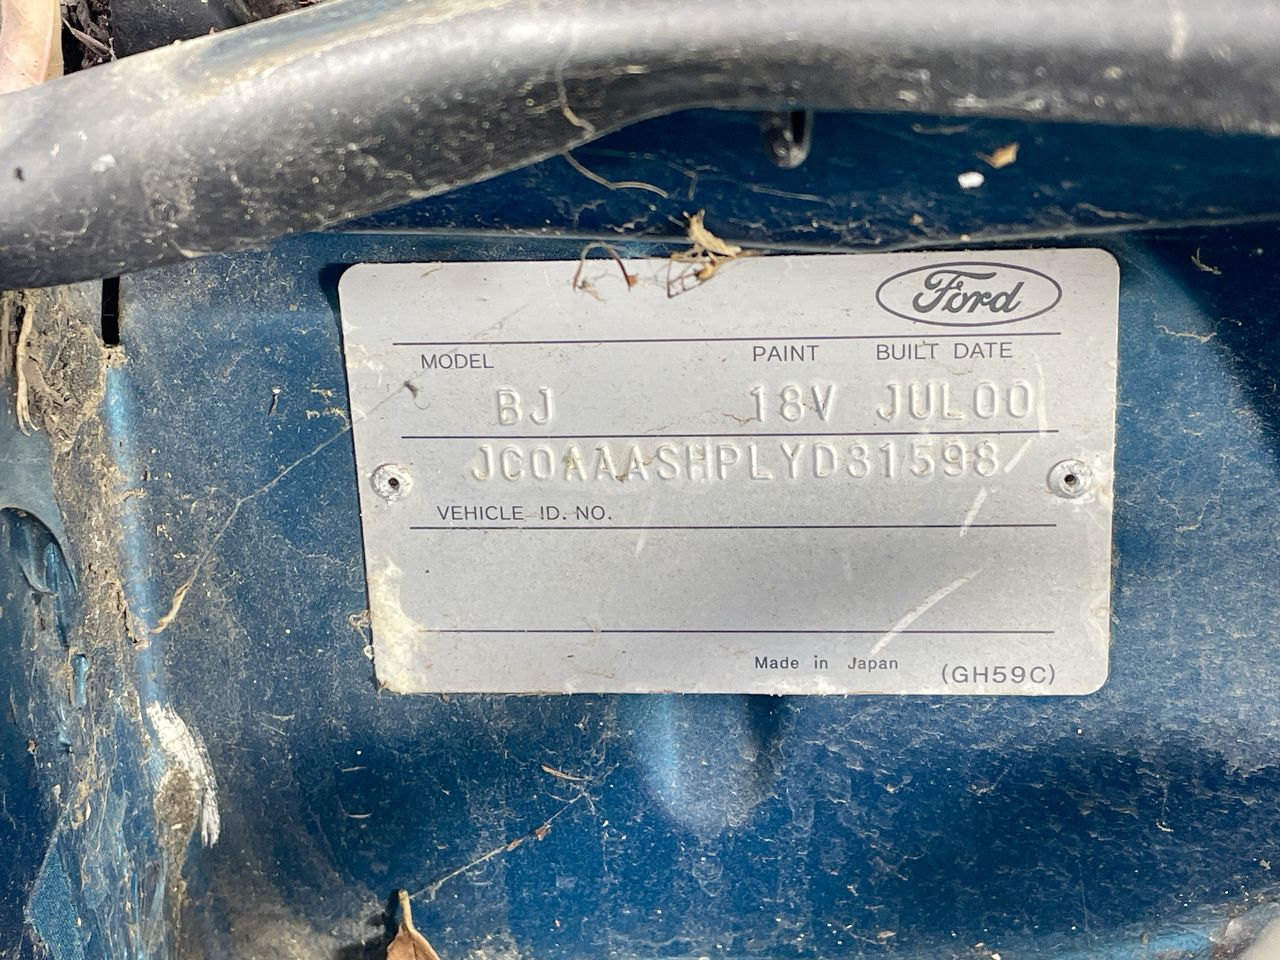 Ford
MODEL PAINT BUILT DATE
BJ 18V JUL00
JC0AAASHPLYD31598
VEHICLE ID. NO.
Made in Japan (GH59C)